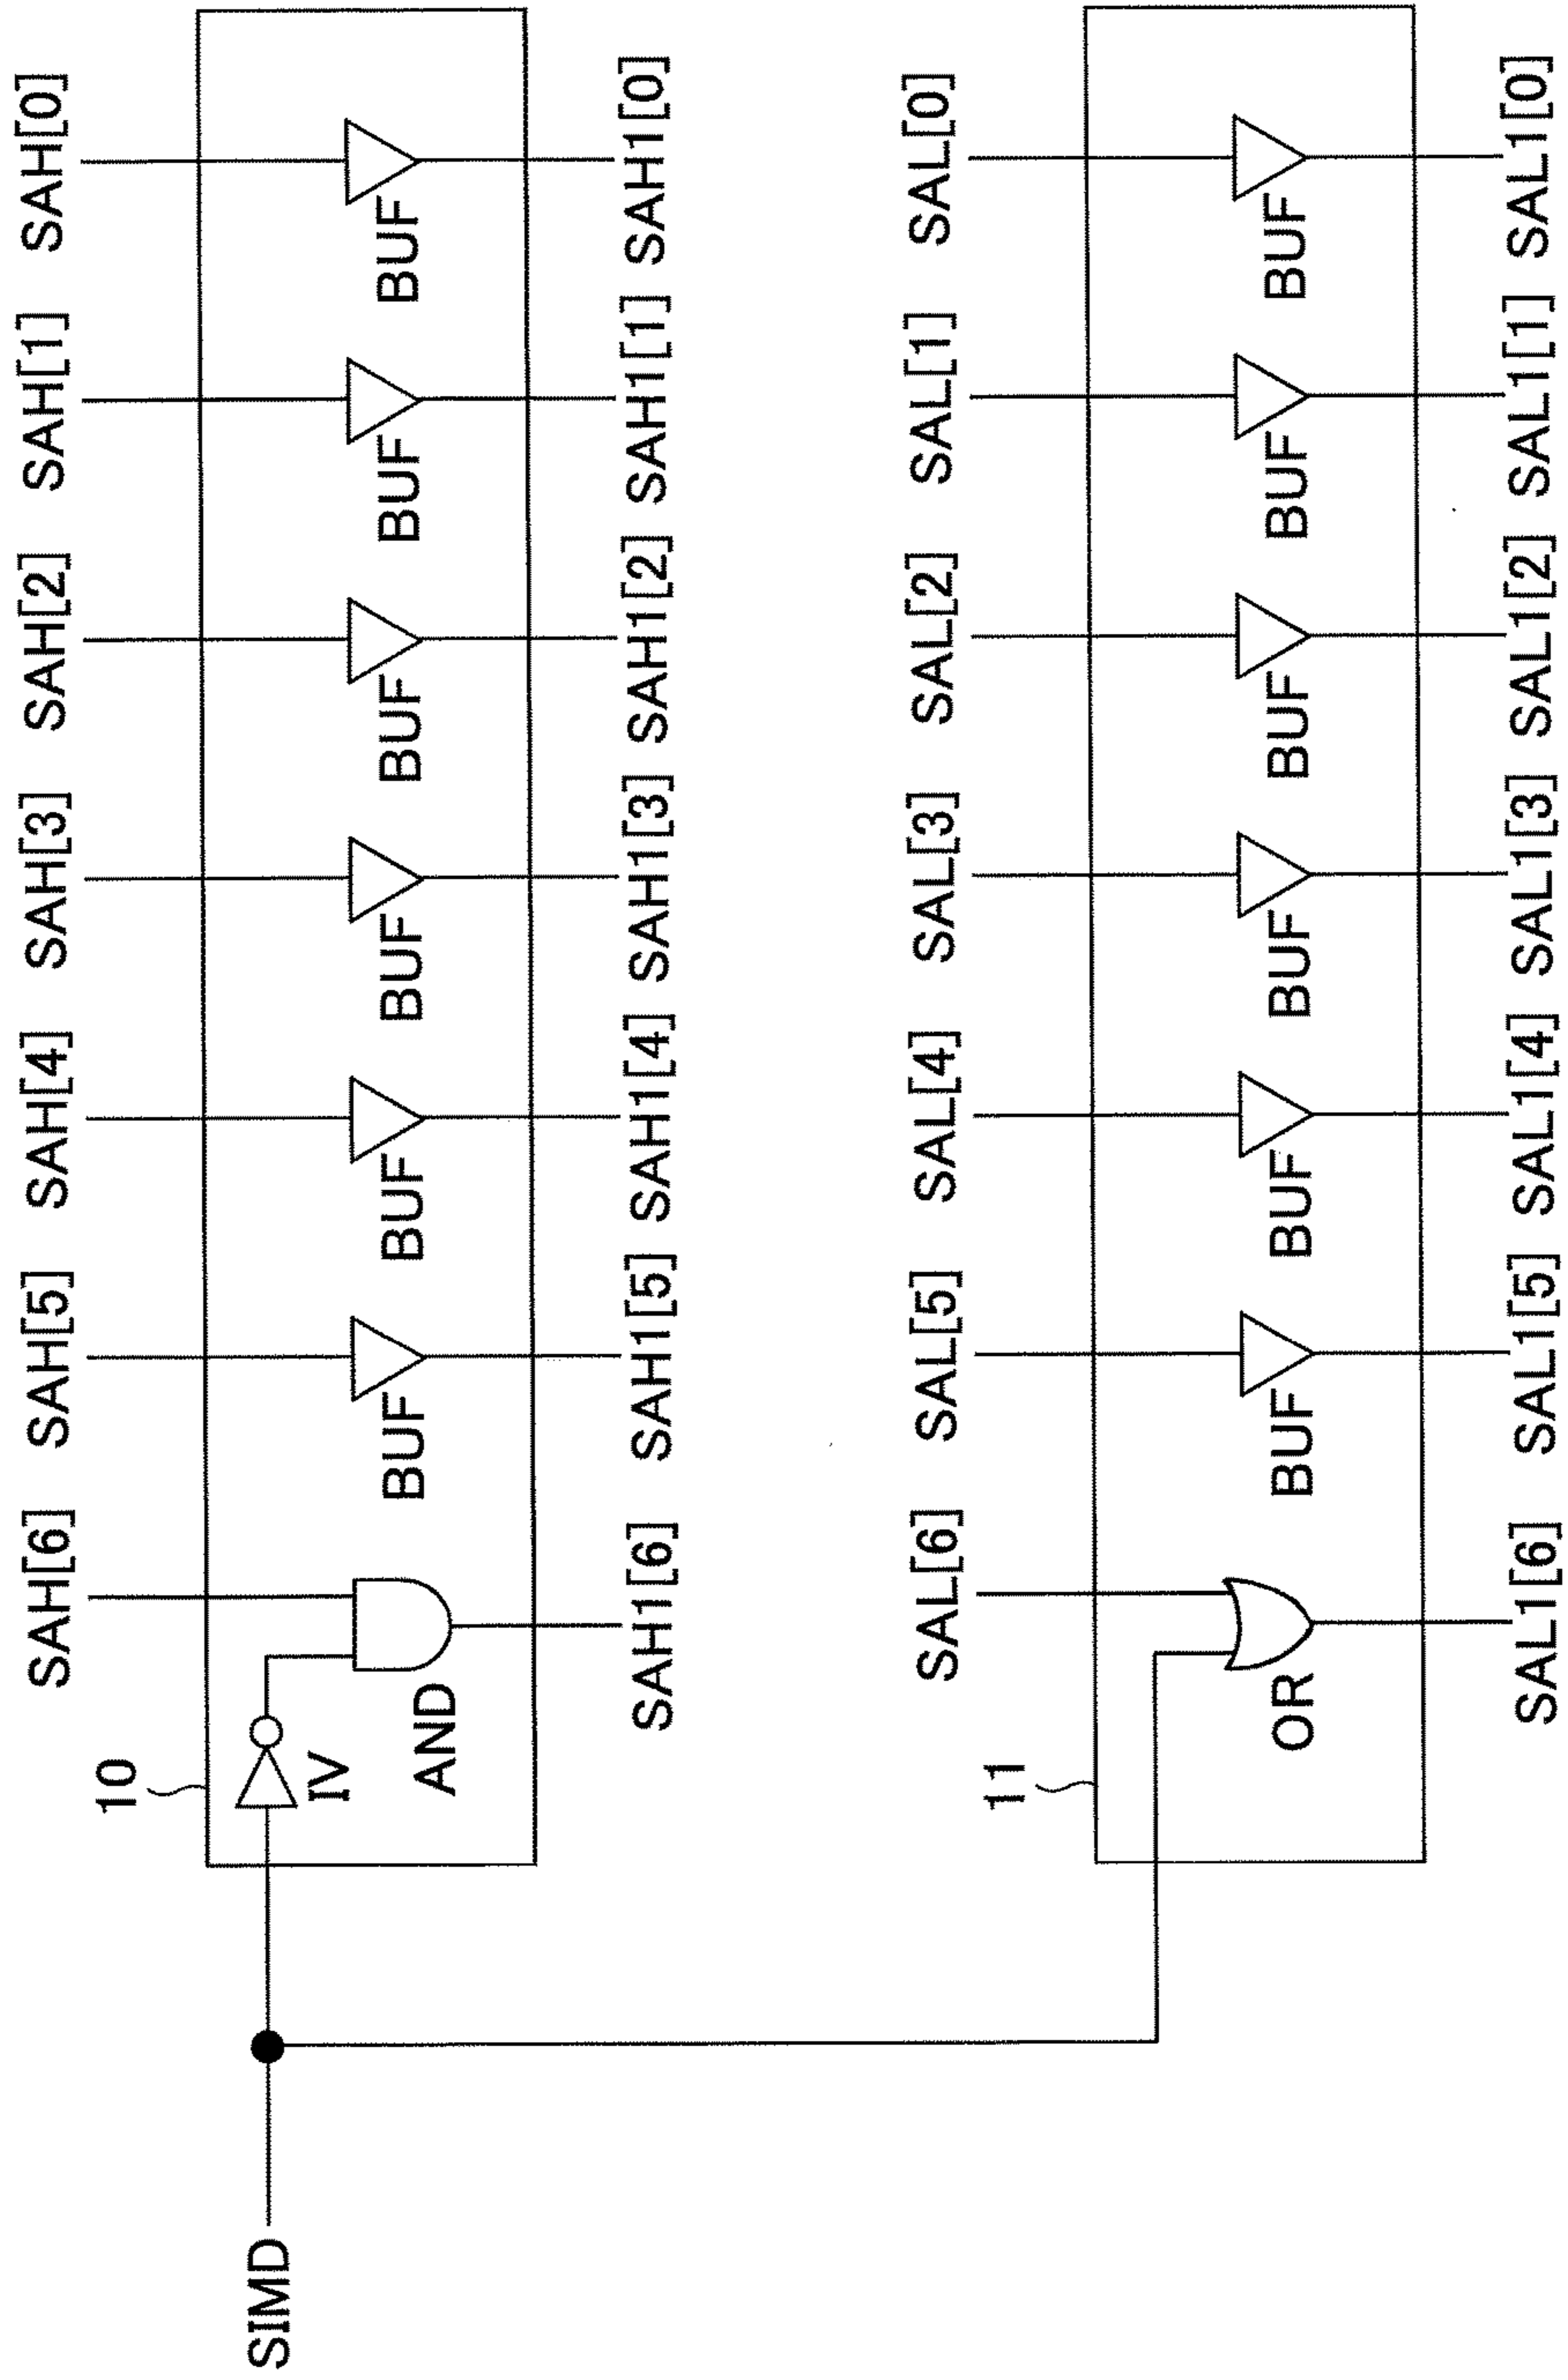 SAH[6] SAH[5] SAH[4] SAH[3] SAH[2] SAH[1] SAH[0]
10
IV
AND BUF BUF BUF BUF BUF BUF
SAH1[6] SAH1[5] SAH1[4] SAH1[3] SAH1[2] SAH1[1] SAH1[0]
SIMD
SAL[6] SAL[5] SAL[4] SAL[3] SAL[2] SAL[1] SAL[0]
11
OR BUF BUF BUF BUF BUF BUF
SAL1[6] SAL1[5] SAL1[4] SAL1[3] SAL1[2] SAL1[1] SAL1[0]